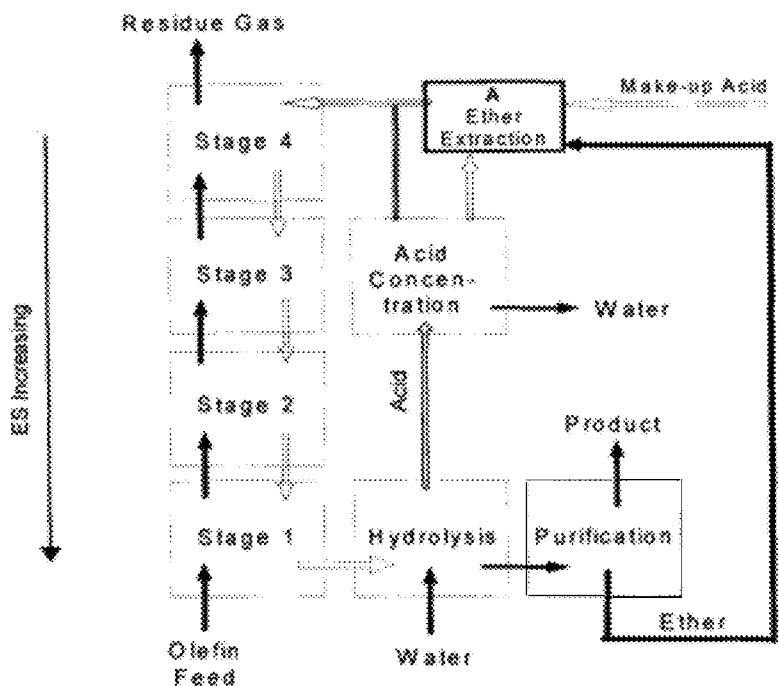 Residue Gas
A
Ether
Extraction
Make-up Acid
Stage 4
Stage 3
Acid
Concen-
tration
Water
ES Increasing
Stage 2
Acid
Product
Stage 1
Hydrolysis
Purification
Olefin
Feed
Water
Ether